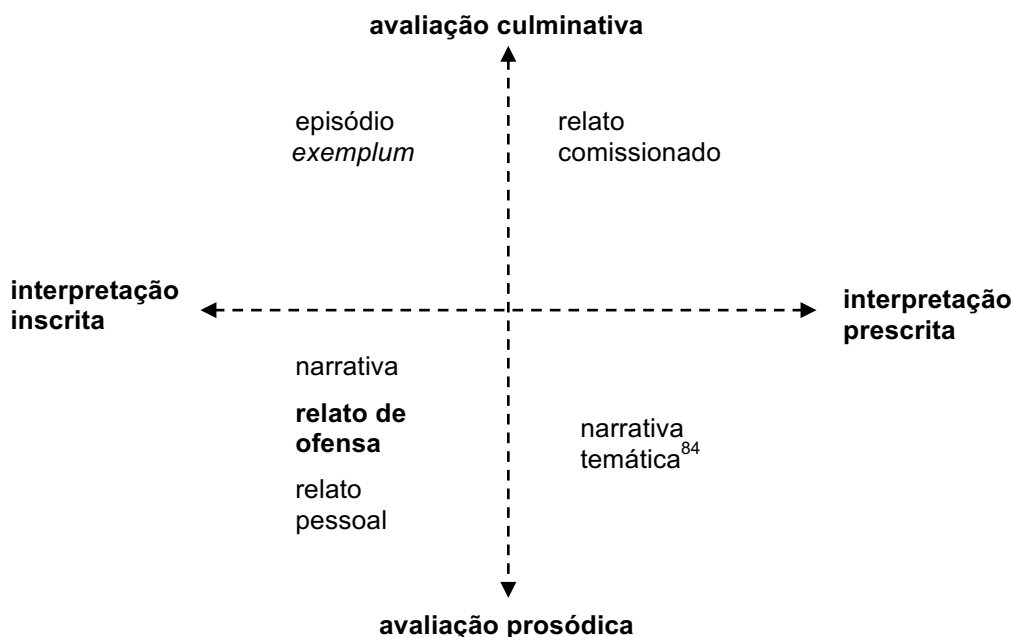 avaliação culminativa
episódio
exemplum
relato
comissionado
interpretação
inscrita
interpretação
prescrita
narrativa
relato de
ofensa
relato
pessoal
narrativa
temática84
avaliação prosódica